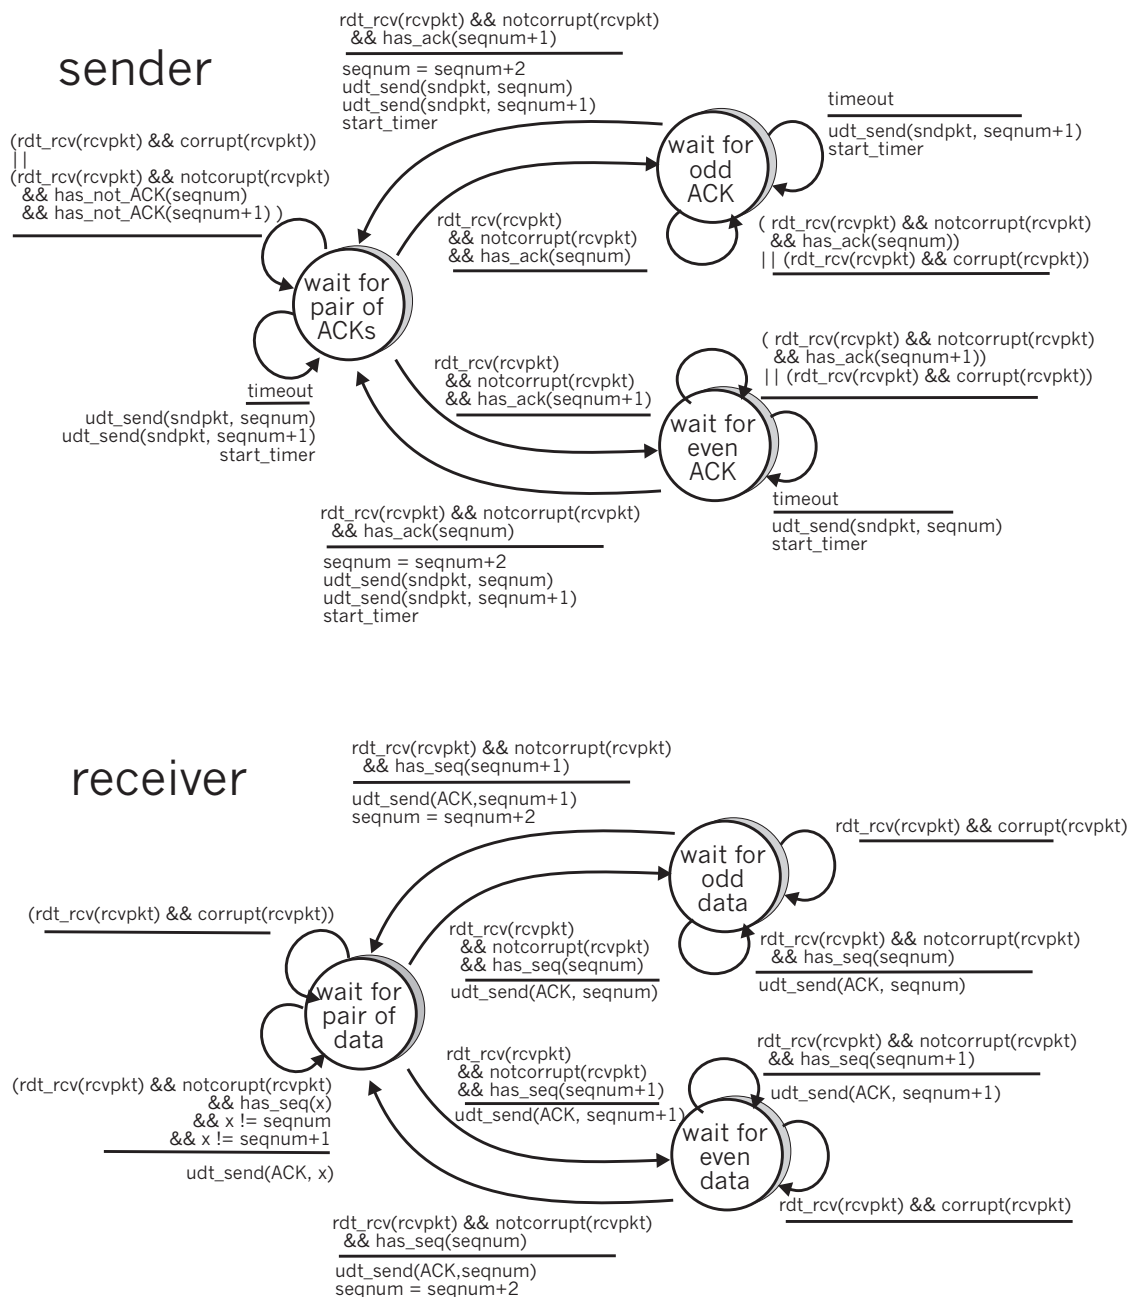 rdt_rcv(rcvpkt) && notcorrupt(rcvpkt)
&& has_ack(seqnum+1)
sender
seqnum = seqnum+2
udt_send(sndpkt, seqnum)
udt_send(sndpkt, seqnum+1)
start_timer
timeout
udt_send(sndpkt, seqnum+1)
start_timer
(rdt_rcv(rcvpkt) && corrupt(rcvpkt))
||
(rdt_rcv(rcvpkt) && notcorupt(rcvpkt)
&& has_not_ACK(seqnum)
&& has_not_ACK(seqnum+1) )
wait for
odd
ACK
rdt_rcv(rcvpkt)
&& notcorrupt(rcvpkt)
&& has_ack(seqnum)
( rdt_rcv(rcvpkt) && notcorrupt(rcvpkt)
&& has_ack(seqnum))
|| (rdt_rcv(rcvpkt) && corrupt(rcvpkt))
wait for
pair of
ACKs
timeout
udt_send(sndpkt, seqnum)
udt_send(sndpkt, seqnum+1)
start_timer
rdt_rcv(rcvpkt)
&& notcorrupt(rcvpkt)
&& has_ack(seqnum+1)
( rdt_rcv(rcvpkt) && notcorrupt(rcvpkt)
&& has_ack(seqnum+1))
|| (rdt_rcv(rcvpkt) && corrupt(rcvpkt))
wait for
even
ACK
timeout
udt_send(sndpkt, seqnum)
start_timer
rdt_rcv(rcvpkt) && notcorrupt(rcvpkt)
&& has_ack(seqnum)
seqnum = seqnum+2
udt_send(sndpkt, seqnum)
udt_send(sndpkt, seqnum+1)
start_timer
receiver
rdt_rcv(rcvpkt) && notcorrupt(rcvpkt)
&& has_seq(seqnum+1)
udt_send(ACK,seqnum+1)
seqnum = seqnum+2
wait for
odd
data
rdt_rcv(rcvpkt) && corrupt(rcvpkt)
(rdt_rcv(rcvpkt) && corrupt(rcvpkt))
rdt_rcv(rcvpkt)
&& notcorrupt(rcvpkt)
&& has_seq(seqnum)
udt_send(ACK, seqnum)
rdt_rcv(rcvpkt) && notcorrupt(rcvpkt)
&& has_seq(seqnum)
udt_send(ACK, seqnum)
wait for
pair of
data
(rdt_rcv(rcvpkt) && notcorupt(rcvpkt)
&& has_seq(x)
&& x != seqnum
&& x != seqnum+1
udt_send(ACK, x)
rdt_rcv(rcvpkt)
&& notcorrupt(rcvpkt)
&& has_seq(seqnum+1)
udt_send(ACK, seqnum+1)
rdt_rcv(rcvpkt) && notcorrupt(rcvpkt)
&& has_seq(seqnum+1)
udt_send(ACK, seqnum+1)
wait for
even
data
rdt_rcv(rcvpkt) && corrupt(rcvpkt)
rdt_rcv(rcvpkt) && notcorrupt(rcvpkt)
&& has_seq(seqnum)
udt_send(ACK,seqnum)
seqnum = seqnum+2